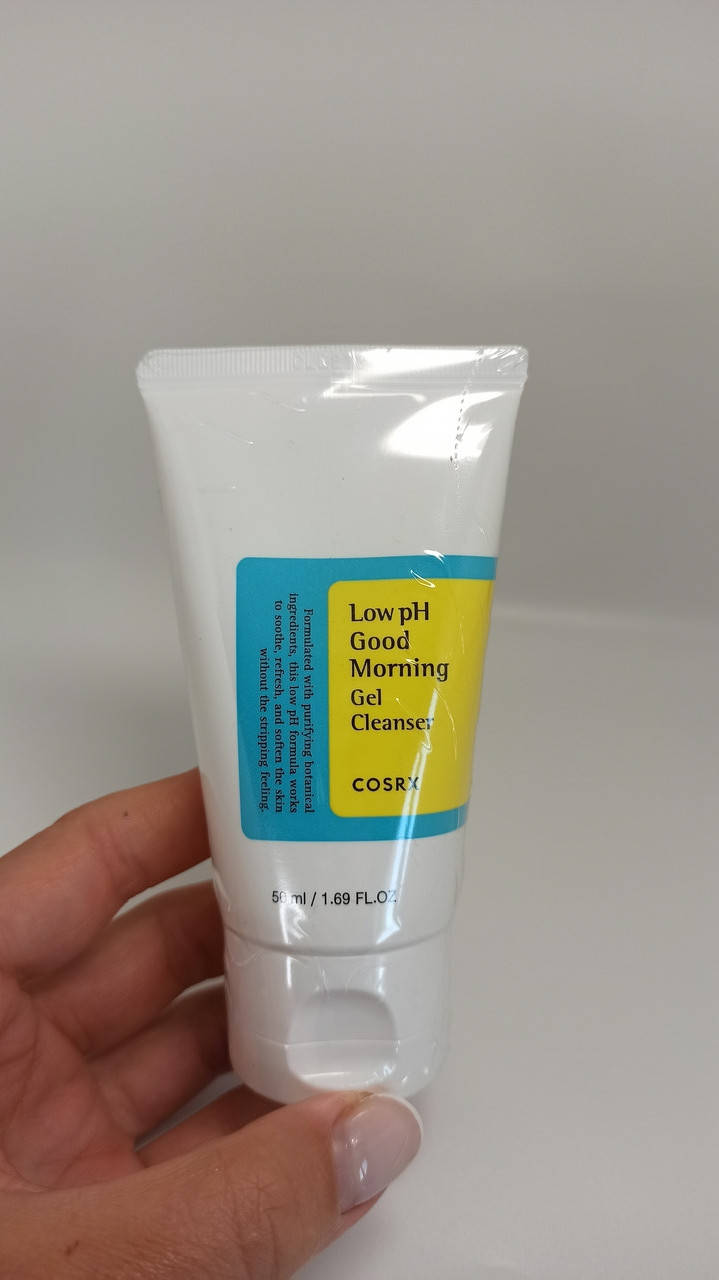 Low pH
Good
Morning
Gel
Cleanser
COSRX
Formulated with purifying botanical
ingredients, this low pH formula works
to soothe, refresh, and soften the skin
without the stripping feeling.
50 ml / 1.69 FL.OZ